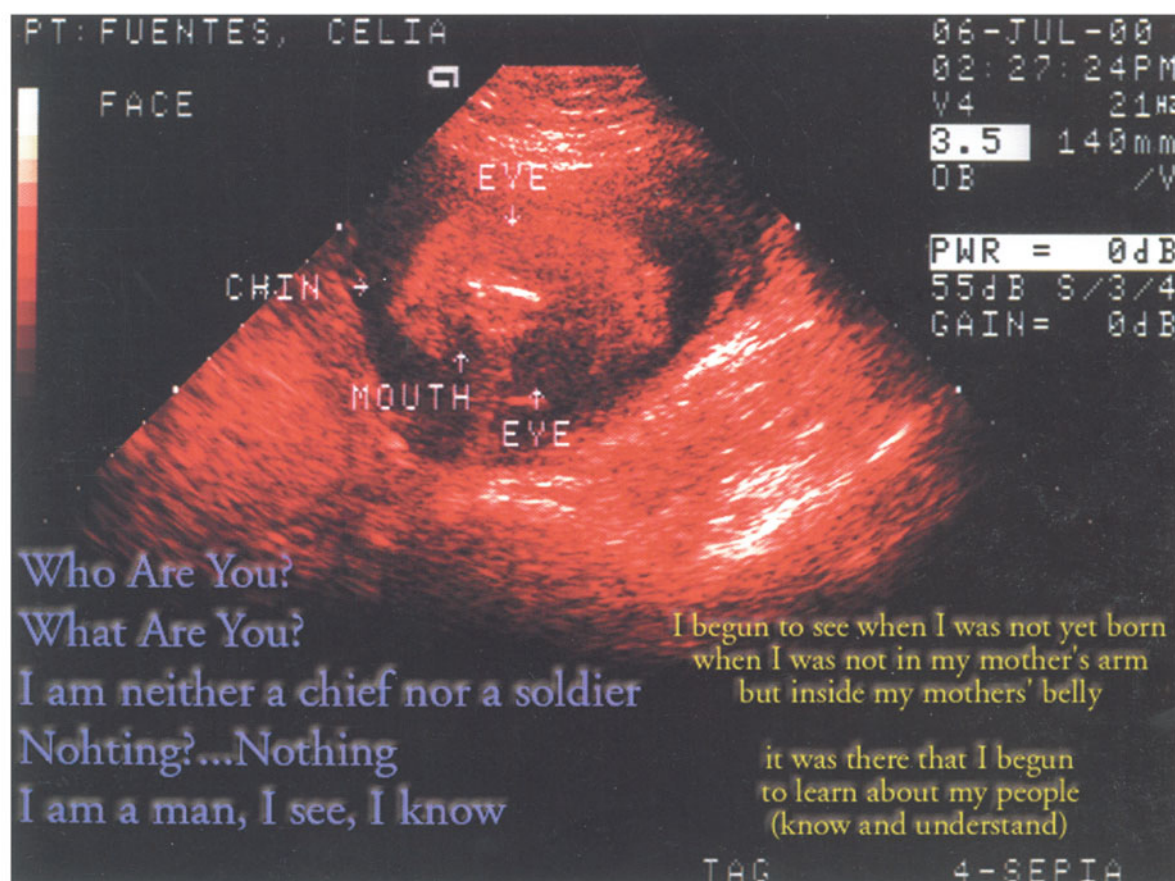 PT: FUENTES, CELIA
FACE
06-JUL-00
02:27:24PM
V4 21HZ
3.5 140mm
OB /V
PWR = 0dB
55dB S/3/4
GAIN= 0dB
EYE
CHIN
MOUTH
EYE
Who Are You?
What Are You?
I am neither a chief nor a soldier
Nohting?...Nothing
I am a man, I see, I know
I begun to see when I was not yet born
when I was not in my mother's arm
but inside my mothers' belly
it was there that I begun
to learn about my people
(know and understand)
TAG 4-SEPIA